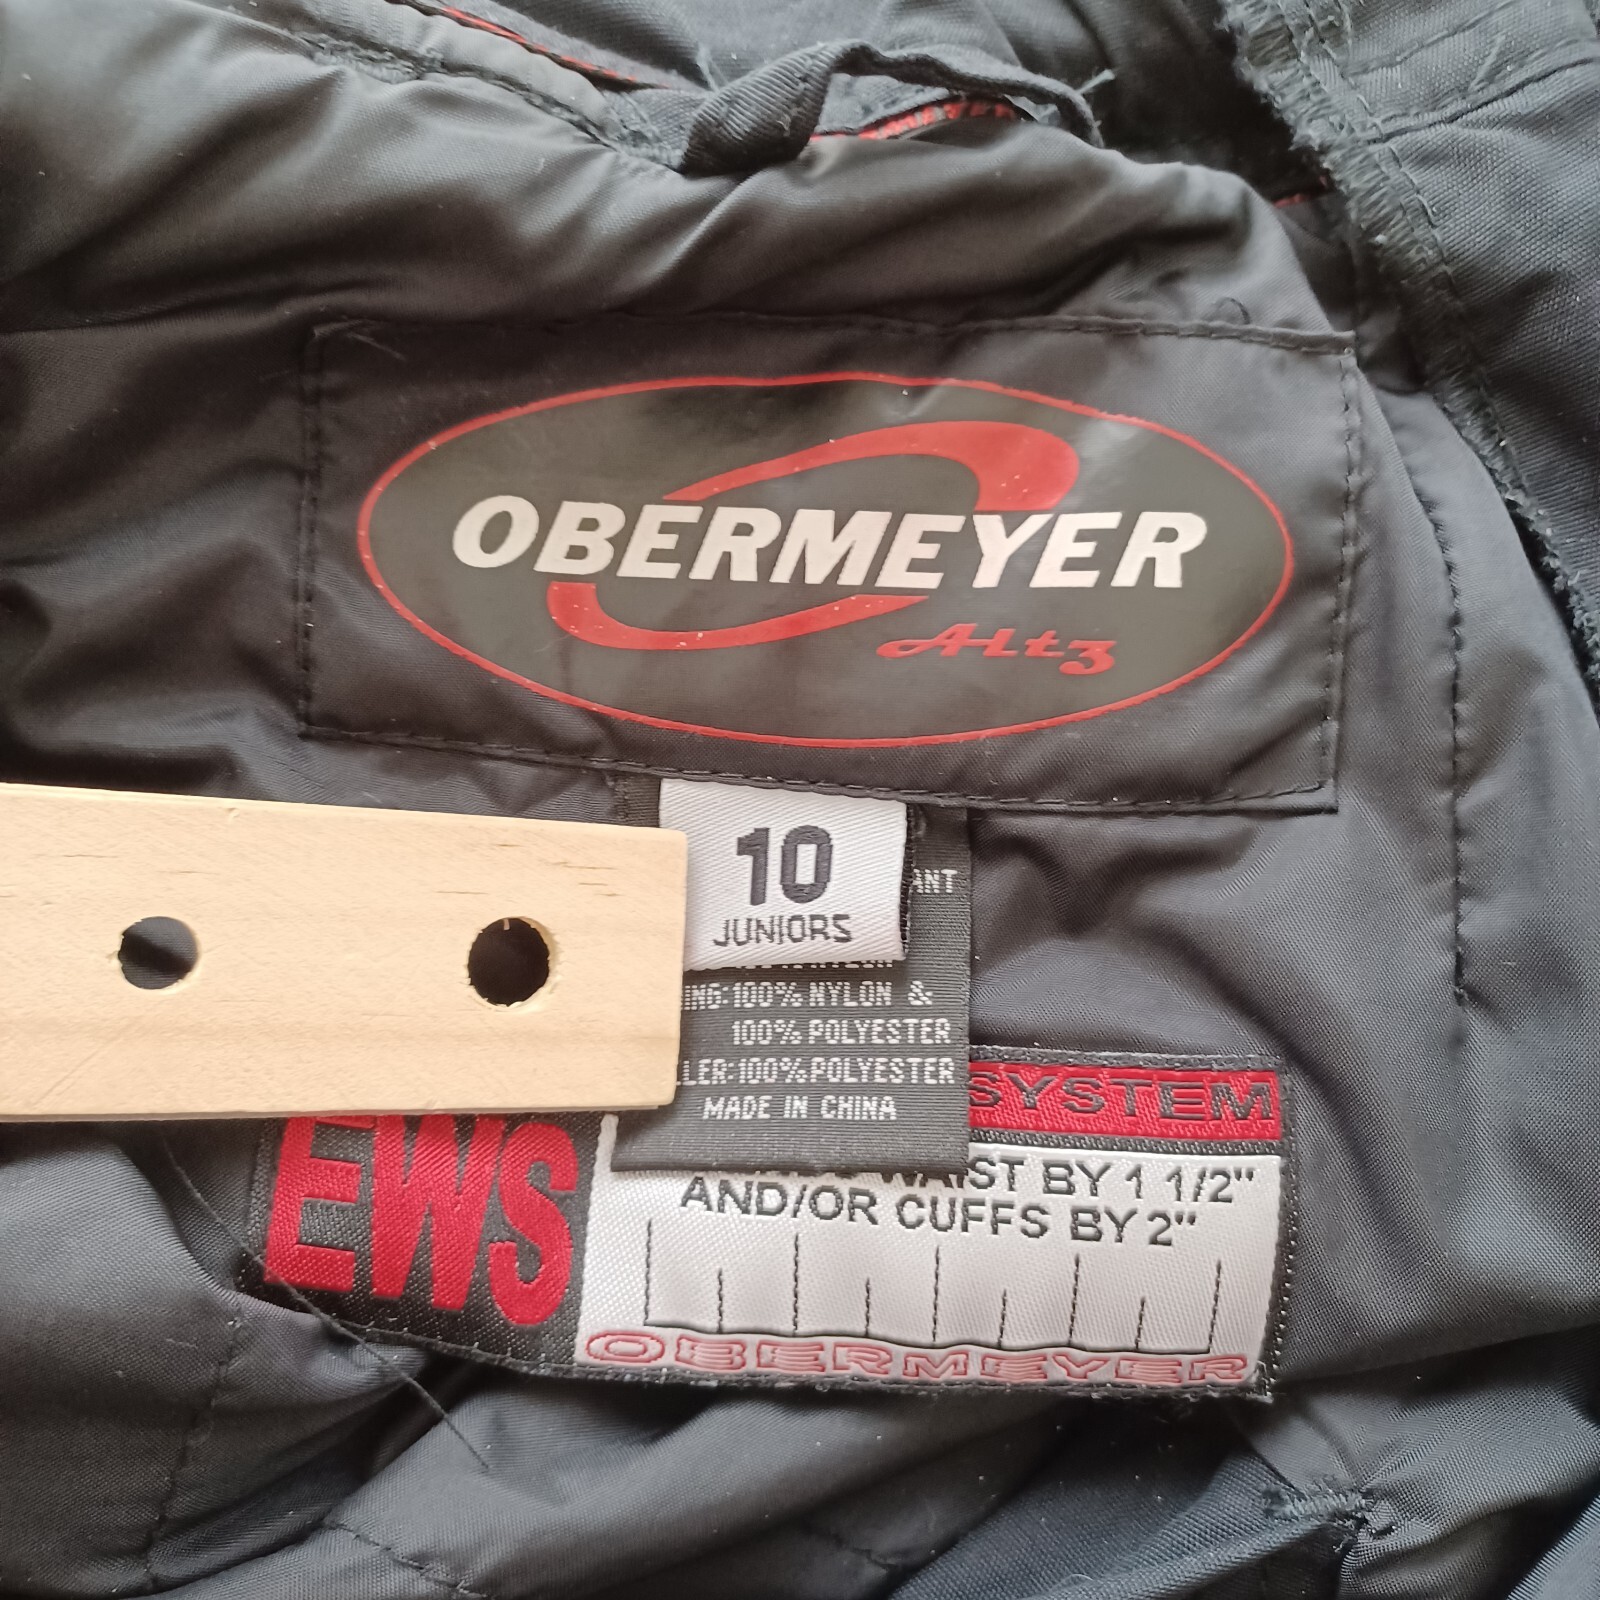 OBERMEYER
Altz
10
JUNIORS
100% NYLON &
100% POLYESTER
100% POLYESTER
MADE IN CHINA
SYSTEM
EWS
WAIST BY 1 1/2"
AND/OR CUFFS BY 2"
OBERMEYER